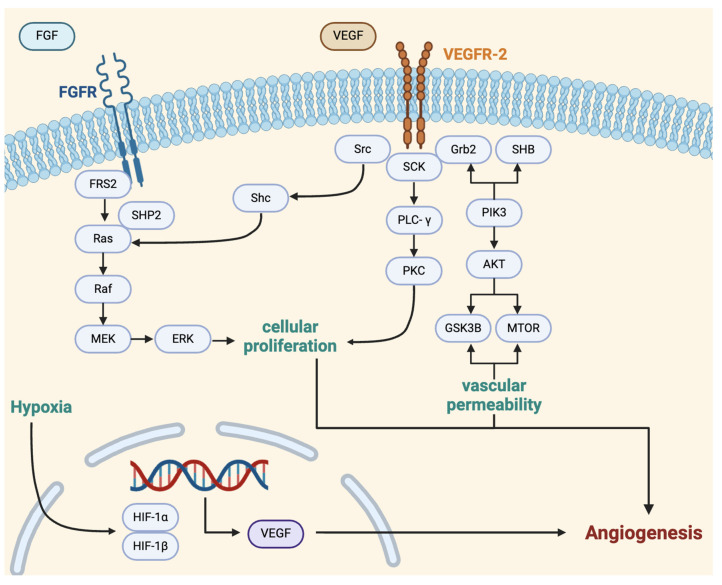 FGF
VEGF
VEGFR-2
FGFR
Src
Grb2
SHB
SCK
FRS2
Shc
SHP2
PLC- γ
PIK3
Ras
PKC
AKT
Raf
GSK3B
MTOR
MEK
ERK
cellular
proliferation
vascular
permeability
Hypoxia
HIF-1α
HIF-1β
VEGF
Angiogenesis